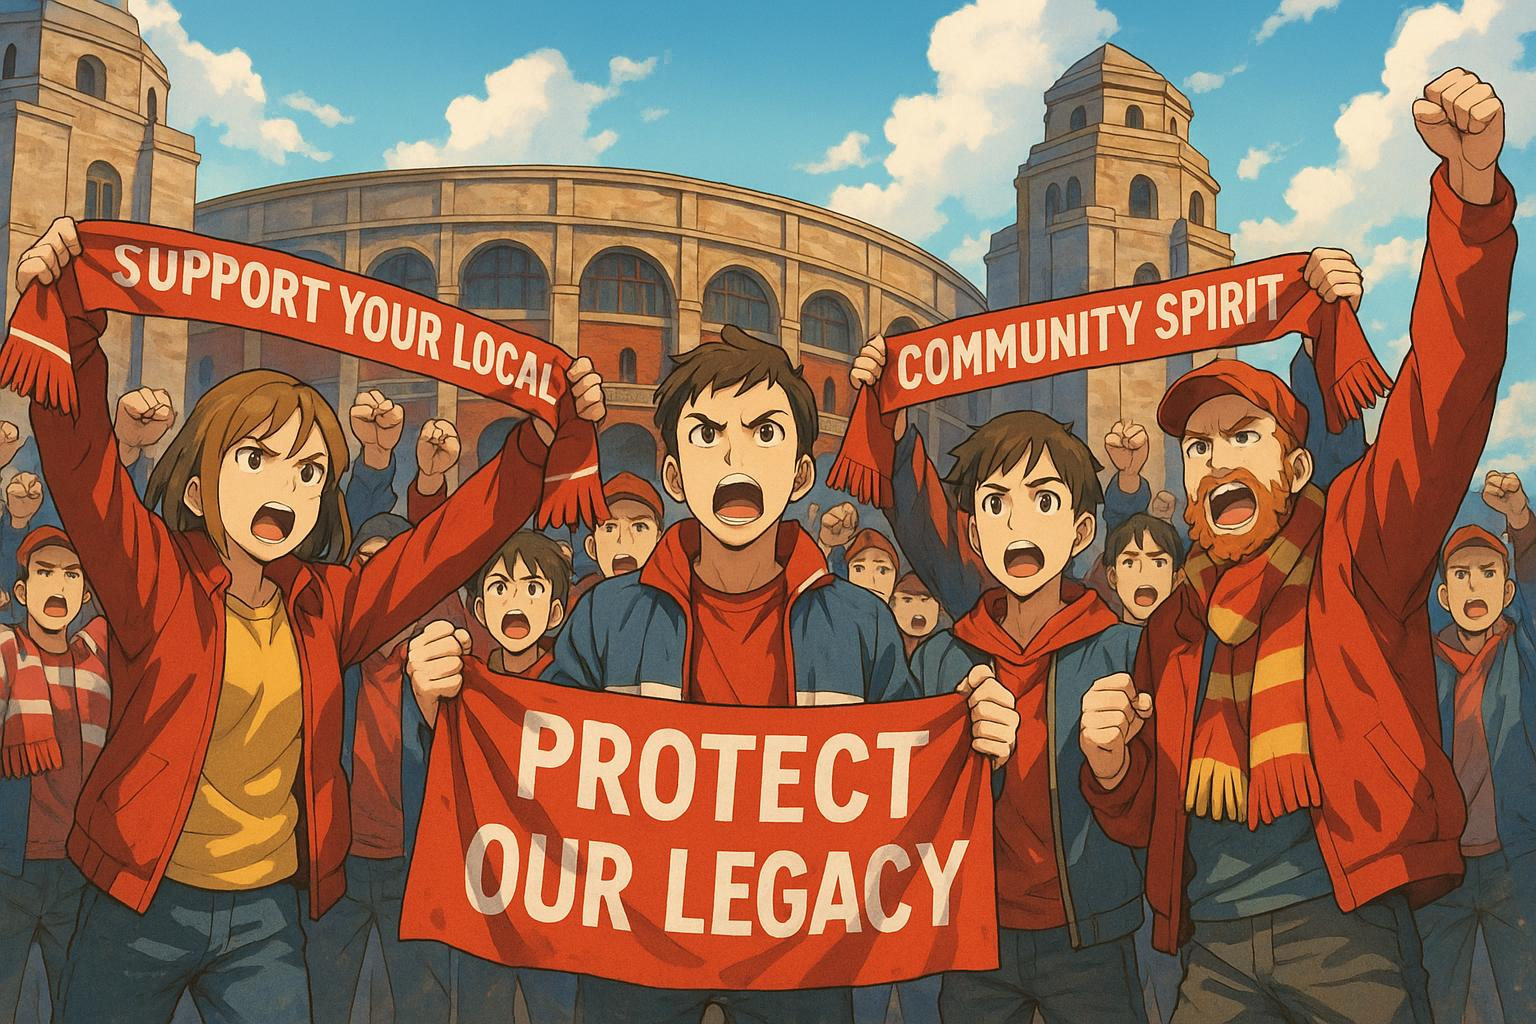 SUPPORT YOUR LOCAL
COMMUNITY SPIRIT
PROTECT
OUR LEGACY